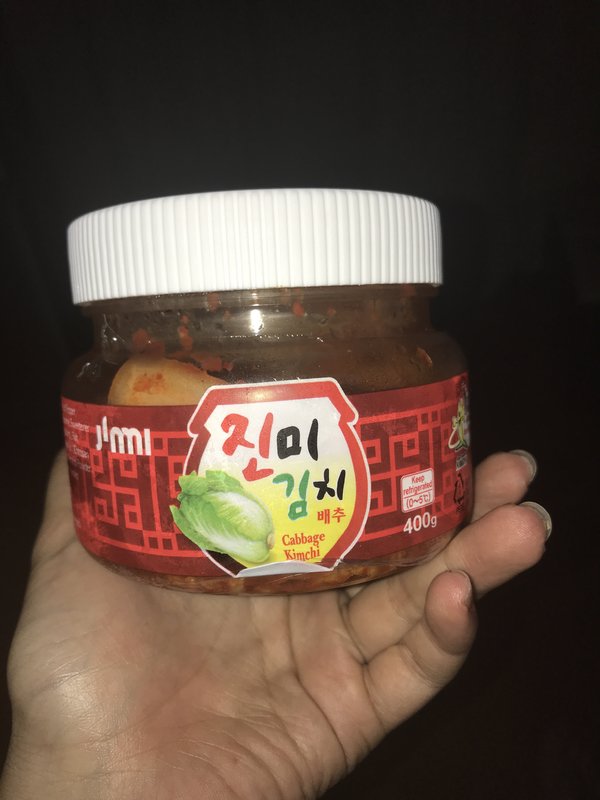 jinmi
진미
김치
배추
Cabbage
Kimchi
Keep
refrigerated
(0~5℃)
400g